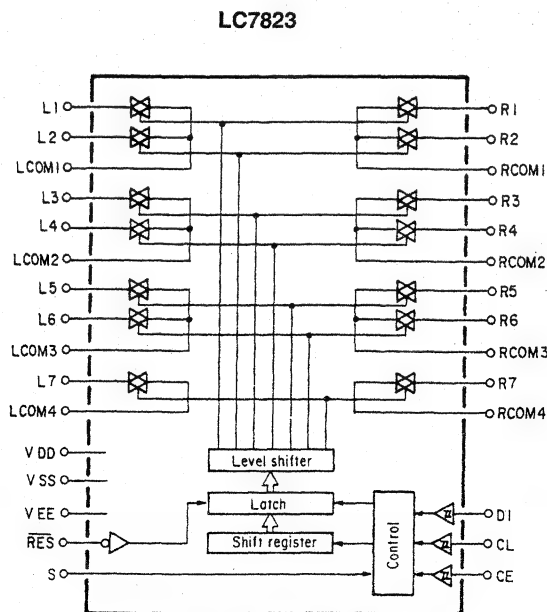 LC7823
L1
R1
L2
R2
LCOM1
RCOM1
L3
R3
L4
R4
LCOM2
RCOM2
L5
R5
L6
R6
LCOM3
RCOM3
L7
R7
LCOM4
RCOM4
VDD
Level shifter
VSS
Latch
VEE
DI
RES
Shift register
Control
CL
S
CE